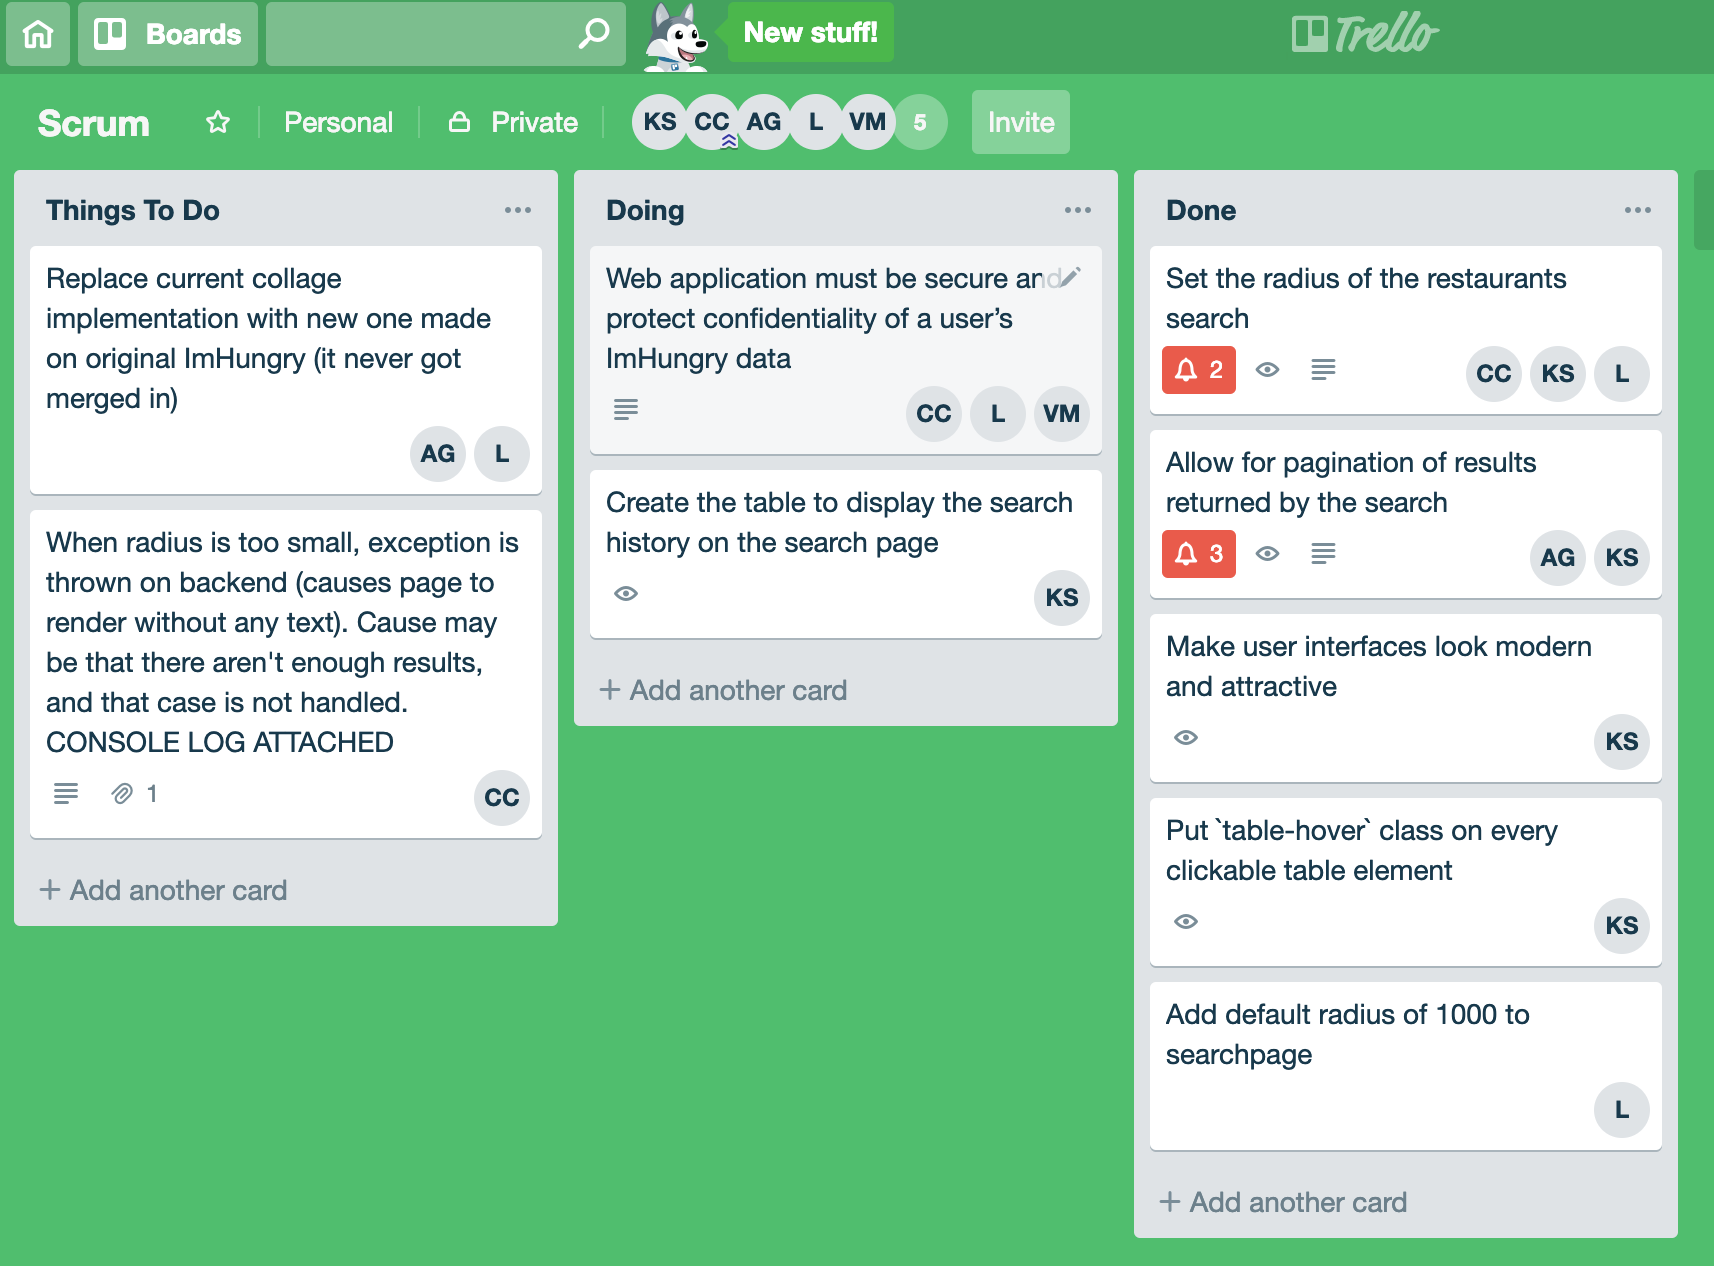 Boards
New stuff!
Trello
Scrum
Personal
Private
KS CC AG L VM 5
Invite
Things To Do
Replace current collage
implementation with new one made
on original ImHungry (it never got
merged in)
AG L
When radius is too small, exception is
thrown on backend (causes page to
render without any text). Cause may
be that there aren't enough results,
and that case is not handled.
CONSOLE LOG ATTACHED
1
CC
+ Add another card
Doing
Web application must be secure and
protect confidentiality of a user’s
ImHungry data
CC L VM
Create the table to display the search
history on the search page
KS
+ Add another card
Done
Set the radius of the restaurants
search
2
CC KS L
Allow for pagination of results
returned by the search
3
AG KS
Make user interfaces look modern
and attractive
KS
Put `table-hover` class on every
clickable table element
KS
Add default radius of 1000 to
searchpage
L
+ Add another card